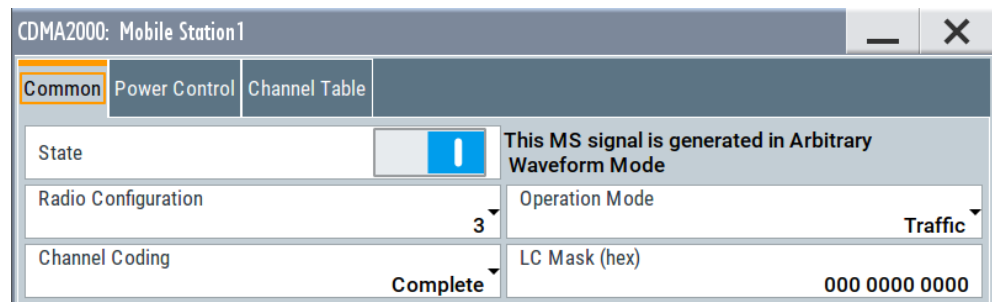 CDMA2000: Mobile Station1
Common Power Control Channel Table
State
This MS signal is generated in Arbitrary
Waveform Mode
Radio Configuration
3
Operation Mode
Traffic
Channel Coding
Complete
LC Mask (hex)
000 0000 0000